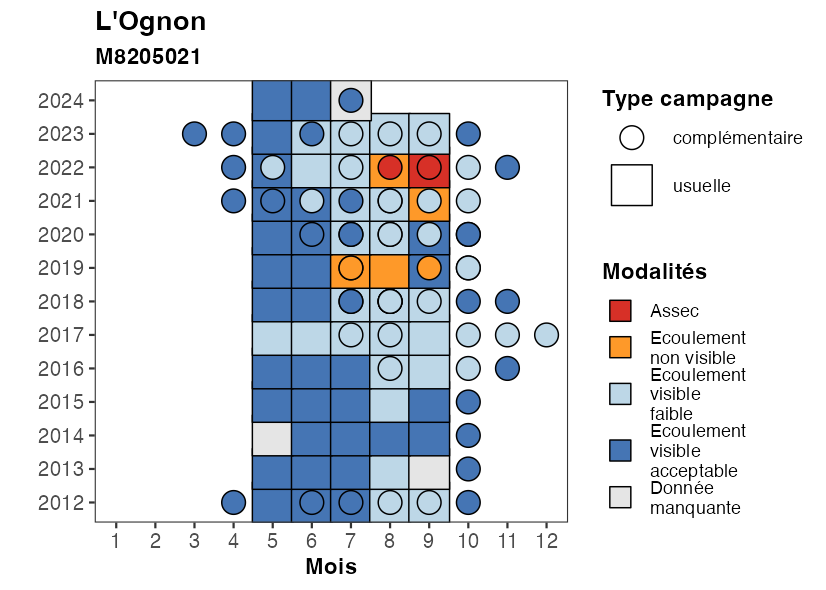 L'Ognon
M8205021
2024
2023
2022
2021
2020
2019
2018
2017
2016
2015
2014
2013
2012
1 2 3 4 5 6 7 8 9 10 11 12
Mois
Type campagne
complémentaire
usuelle
Modalités
Assec
Ecoulement
non visible
Ecoulement
visible
faible
Ecoulement
visible
acceptable
Donnée
manquante